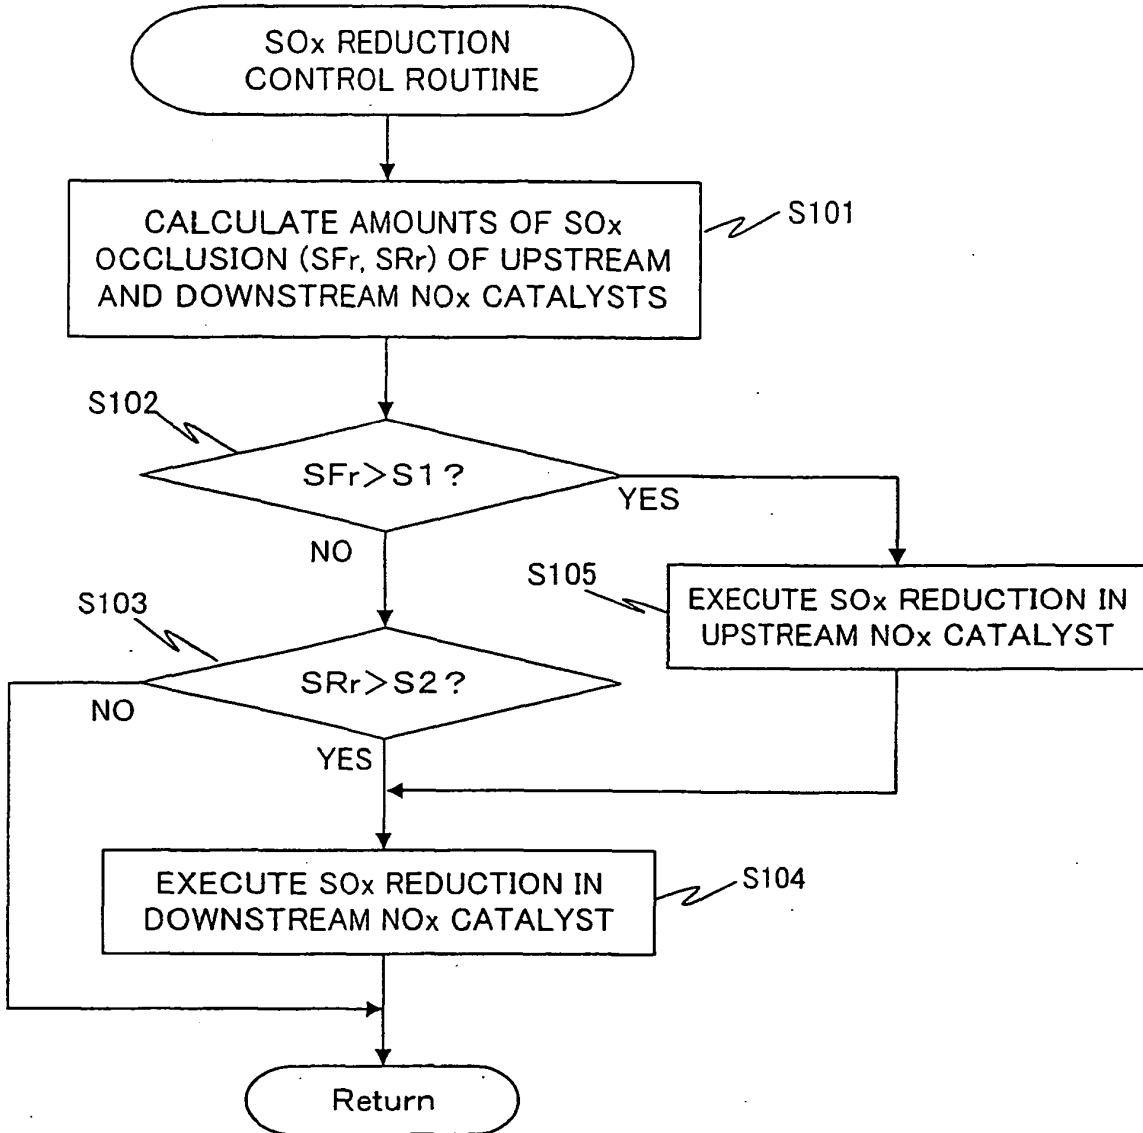 SOx REDUCTION
CONTROL ROUTINE
CALCULATE AMOUNTS OF SOx
OCCLUSION (SFr, SRr) OF UPSTREAM
AND DOWNSTREAM NOx CATALYSTS
S101
S102
SFr>S1?
YES
NO
S105
EXECUTE SOx REDUCTION IN
UPSTREAM NOx CATALYST
S103
SRr>S2?
NO
YES
EXECUTE SOx REDUCTION IN
DOWNSTREAM NOx CATALYST
S104
Return